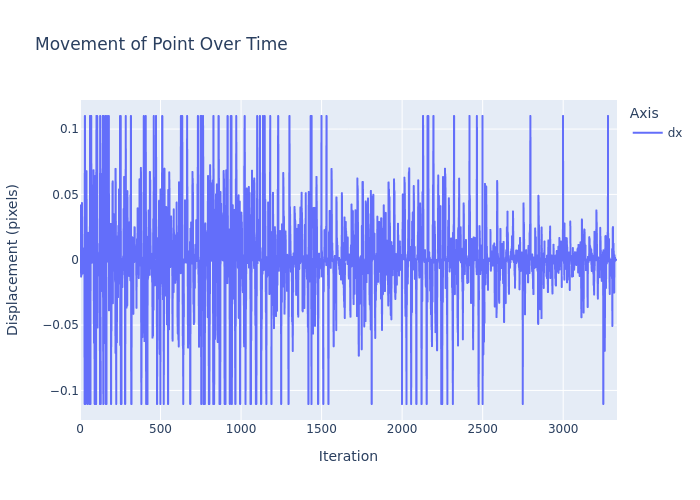 Movement of Point Over Time
Axis
dx
Displacement (pixels)
0.1
0.05
0
−0.05
−0.1
0 500 1000 1500 2000 2500 3000
Iteration